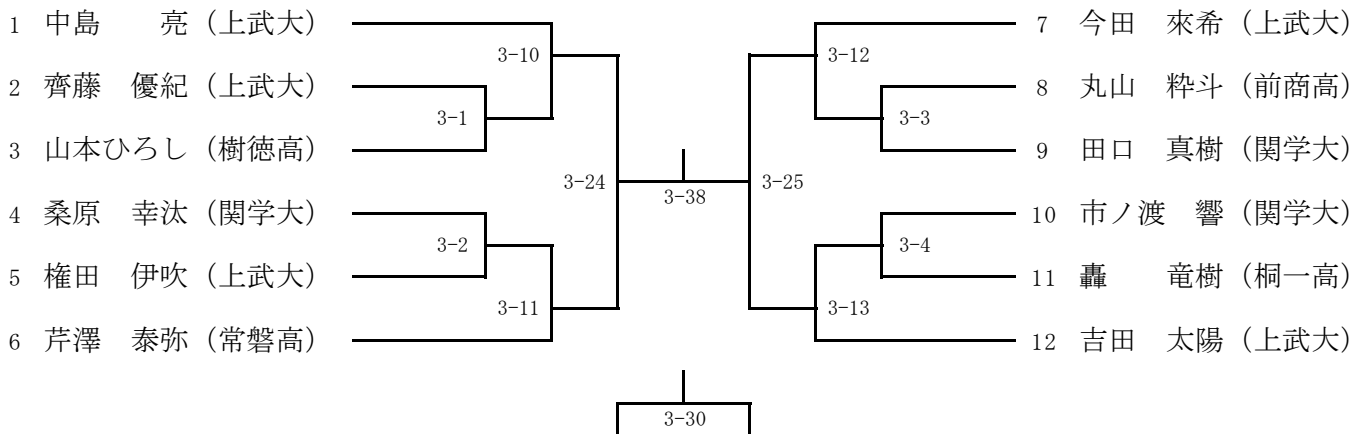 1 中島　　亮（上武大）
2 齊藤　優紀（上武大）
3 山本ひろし（樹徳高）
4 桑原　幸汰（関学大）
5 権田　伊吹（上武大）
6 芹澤　泰弥（常磐高）
3-10
3-1
3-24
3-2
3-11
3-38
3-30
3-12
3-3
3-25
3-4
3-13
7 今田　來希（上武大）
8 丸山　粋斗（前商高）
9 田口　真樹（関学大）
10 市ノ渡　響（関学大）
11 轟　　竜樹（桐一高）
12 吉田　太陽（上武大）